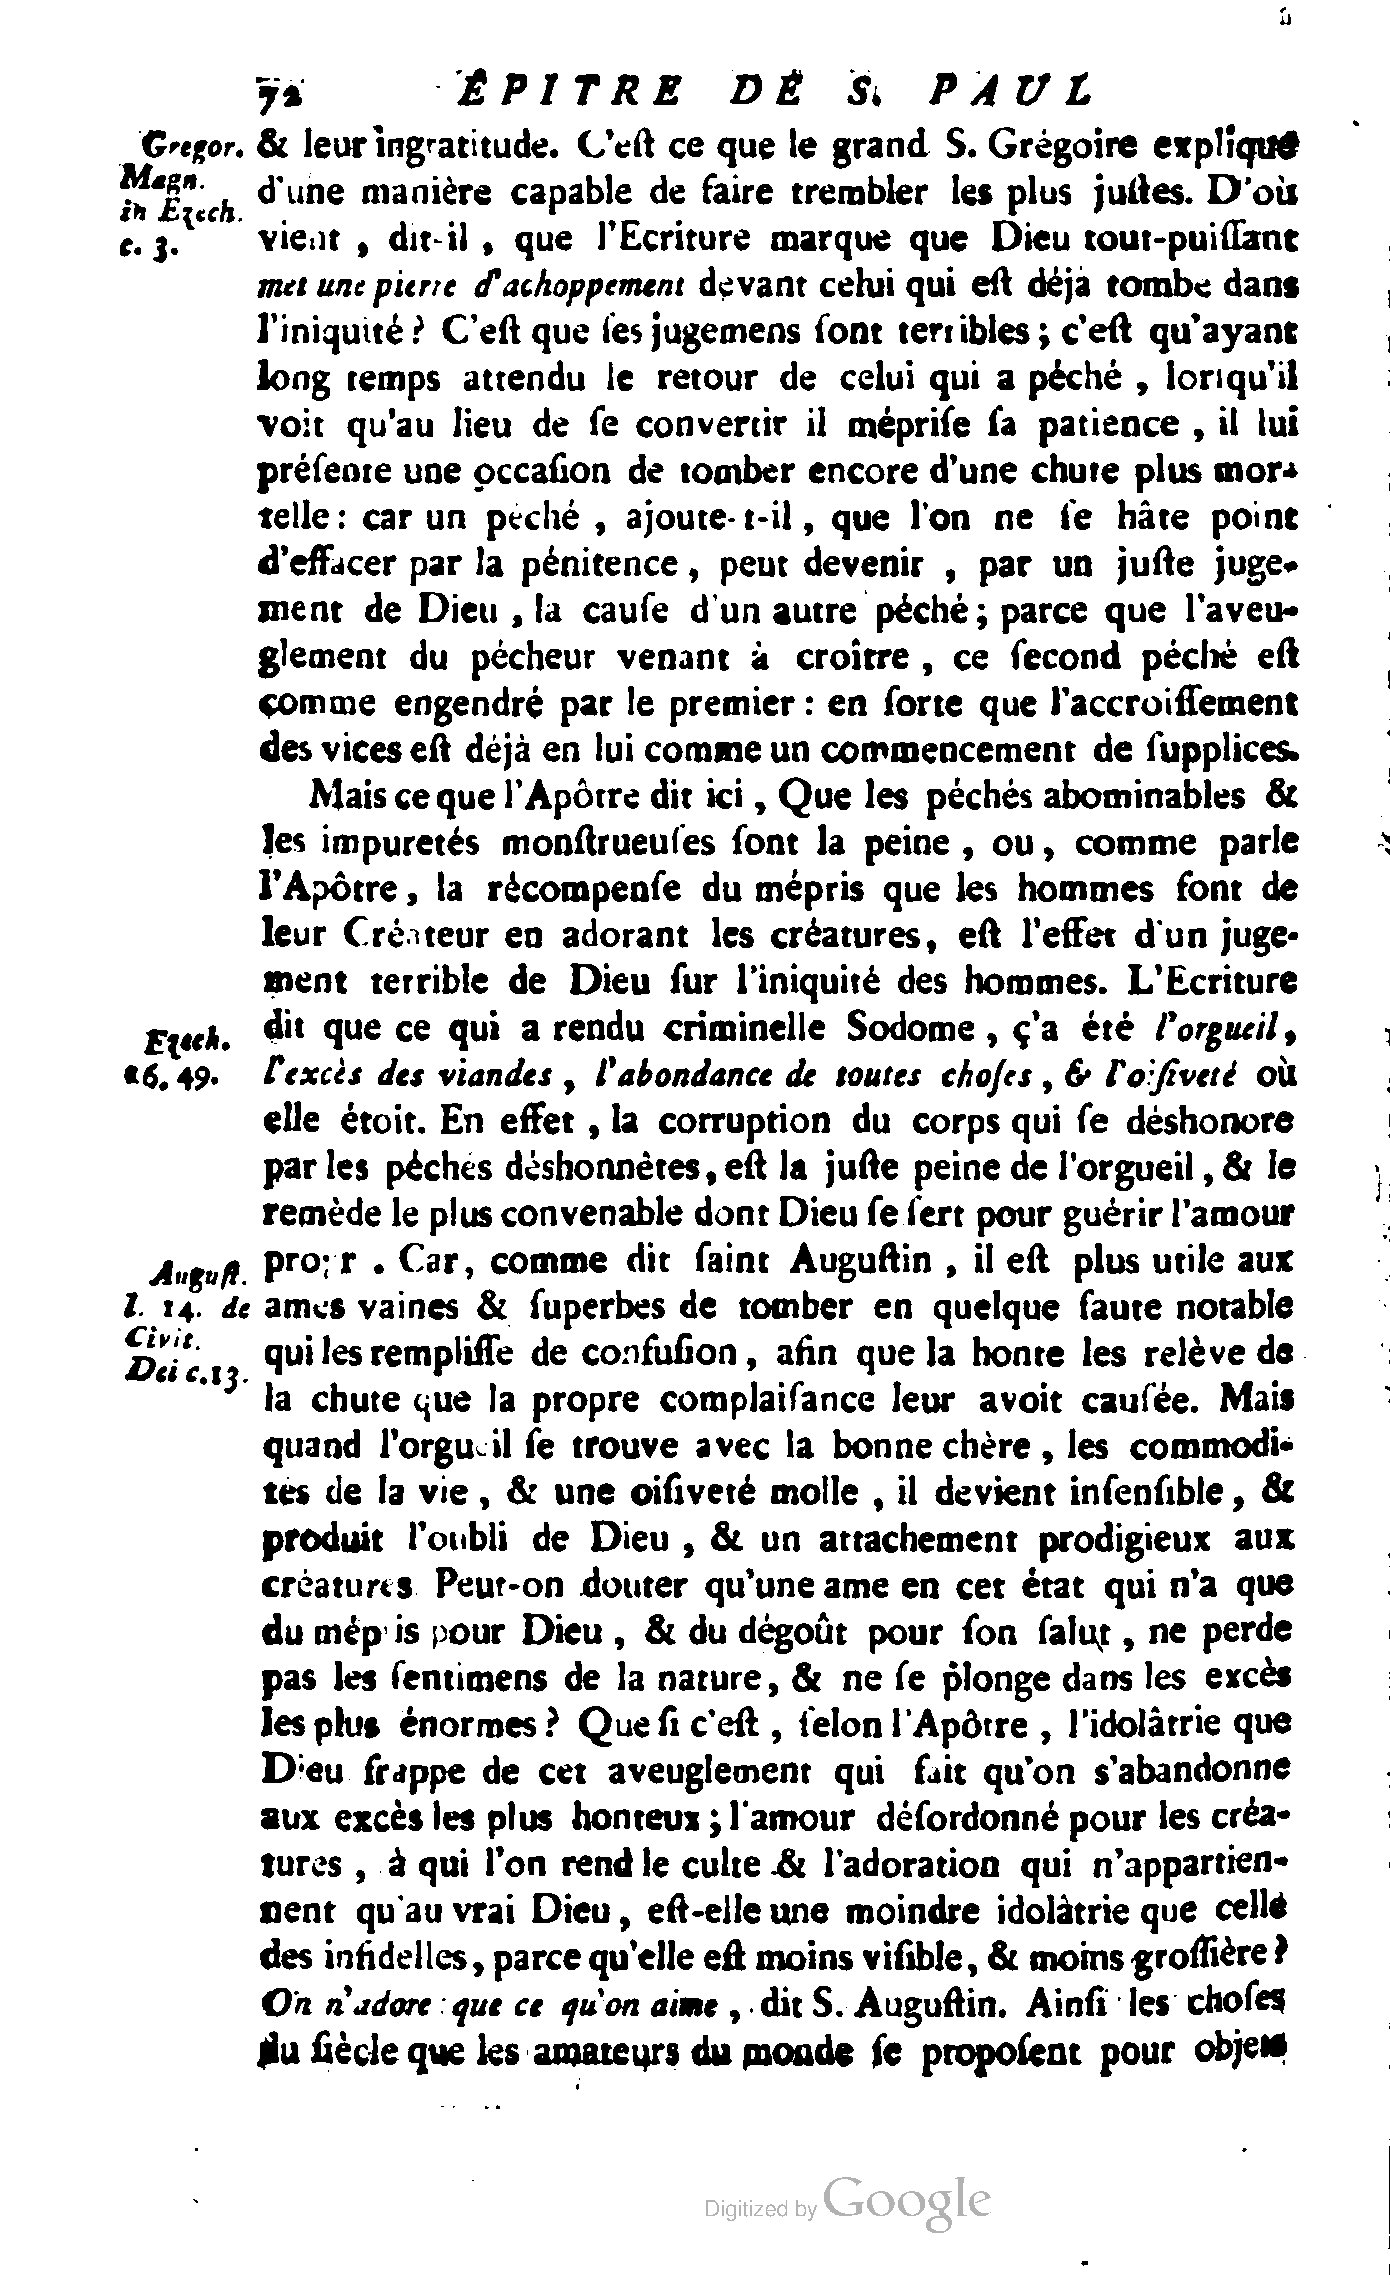 72 ÉPITRE DE S. PAUL
Gregor.
Magn.
in Ezech.
c. 3.
& leur ingratitude. C'eſt ce que le grand S. Grégoire explique
d'une manière capable de faire trembler les plus juſtes. D'où
vient , dit-il , que l'Ecriture marque que Dieu tout-puiſſant
met une pierre d'achoppement devant celui qui eſt déjà tombé dans
l'iniquité ? C'eſt que ſes jugemens ſont terribles ; c'eſt qu'ayant
long temps attendu le retour de celui qui a péché , lorſqu'il
voit qu'au lieu de ſe convertir il mépriſe ſa patience , il lui
préſente une occaſion de tomber encore d'une chute plus mor-
telle : car un péché , ajoute-t-il , que l'on ne ſe hâte point
d'effacer par la pénitence , peut devenir , par un juſte juge-
ment de Dieu , la cauſe d'un autre péché ; parce que l'aveu-
glement du pécheur venant à croître , ce ſecond péché eſt
comme engendré par le premier : en ſorte que l'accroiſſement
des vices eſt déjà en lui comme un commencement de ſupplices.
Mais ce que l'Apôtre dit ici , Que les péchés abominables &
les impuretés monſtrueuſes ſont la peine , ou , comme parle
l'Apôtre , la récompenſe du mépris que les hommes font de
leur Créateur en adorant les créatures, eſt l'effet d'un juge-
ment terrible de Dieu ſur l'iniquité des hommes. L'Ecriture
Ezech.
16. 49.
dit que ce qui a rendu criminelle Sodome , ç'a été l'orgueil,
l'excès des viandes , l'abondance de toutes choſes , & l'oiſiveté où
elle étoit. En effet , la corruption du corps qui ſe déshonore
par les péchés déshonnêtes, eſt la juſte peine de l'orgueil , & le
remède le plus convenable dont Dieu ſe ſert pour guérir l'amour
Auguſt.
l. 14. de
Civit.
Dei c.13.
pro r . Car, comme dit ſaint Auguſtin , il eſt plus utile aux
ames vaines & ſuperbes de tomber en quelque faute notable
qui les rempliſſe de confuſion , afin que la honte les relève de
la chute que la propre complaiſance leur avoit cauſée. Mais
quand l'orgueil ſe trouve avec la bonne chère , les commodi-
tés de la vie , & une oiſiveté molle , il devient inſenſible , &
produit l'oubli de Dieu , & un attachement prodigieux aux
créatures Peut-on douter qu'une ame en cet état qui n'a que
du mépris pour Dieu , & du dégoût pour ſon ſalut , ne perde
pas les ſentimens de la nature, & ne ſe plonge dans les excès
les plus énormes ? Que ſi c'eſt , ſelon l'Apôtre , l'idolâtrie que
Dieu frappe de cet aveuglement qui fait qu'on s'abandonne
aux excès les plus honteux ; l'amour déſordonné pour les créa-
tures , à qui l'on rend le culte & l'adoration qui n'appartien-
nent qu'au vrai Dieu , eſt-elle une moindre idolàtrie que celle
des infidelles, parce qu'elle eſt moins viſible, & moins groſſière ?
On n'adore que ce qu'on aime , dit S. Auguſtin. Ainſi les choſes
du ſiècle que les amateurs du monde ſe propoſent pour objets
Digitized by Google